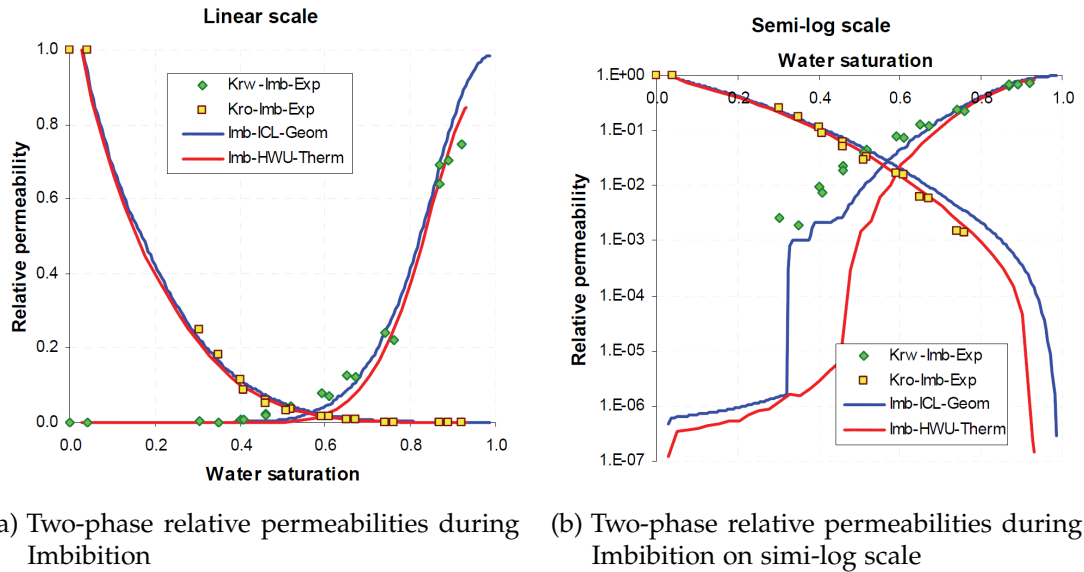 Linear scale
1.0
0.8
0.6
0.4
0.2
0.0
Relative permeability
Krw -Imb-Exp
Kro-Imb-Exp
Imb-ICL-Geom
Imb-HWU-Therm
0.0 0.2 0.4 0.6 0.8 1.0
Water saturation
a) Two-phase relative permeabilities during
Imbibition
Semi-log scale
Water saturation
0.0 0.2 0.4 0.6 0.8 1.0
1.E+00
1.E-01
1.E-02
1.E-03
1.E-04
1.E-05
1.E-06
1.E-07
Relative permeability
Krw -Imb-Exp
Kro-Imb-Exp
Imb-ICL-Geom
Imb-HWU-Therm
(b) Two-phase relative permeabilities during
Imbibition on simi-log scale